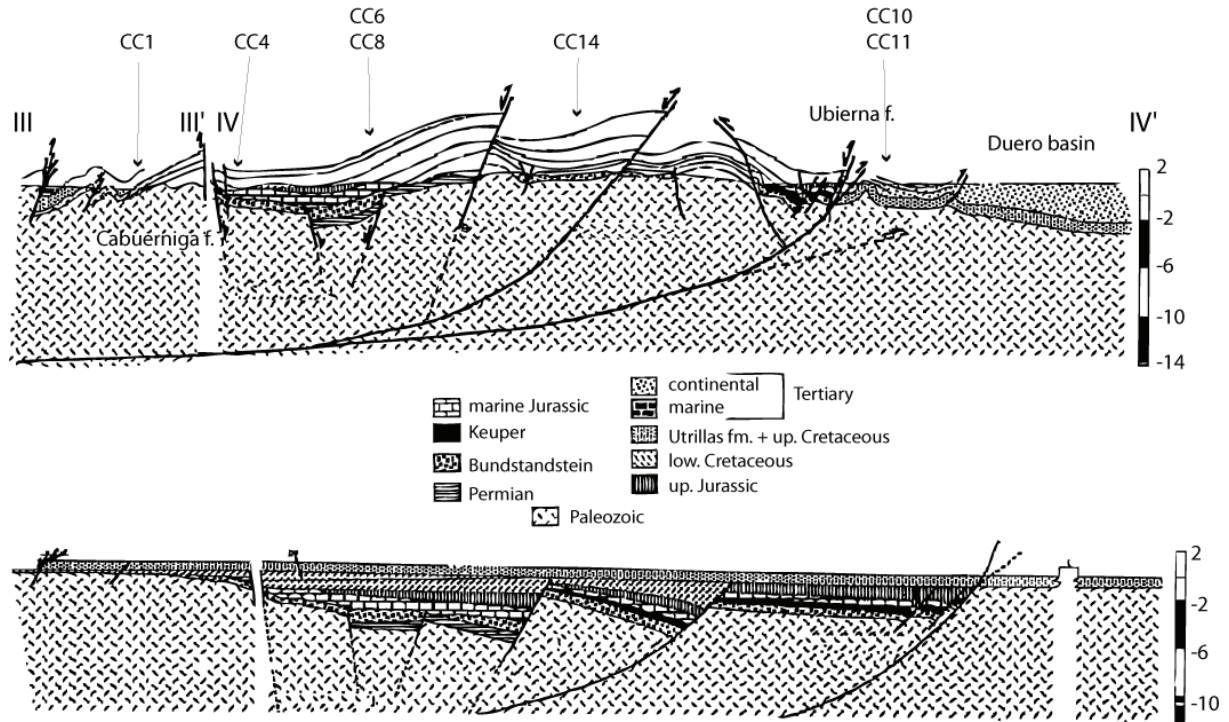 CC6
CC10
CC1
CC4
CC8
CC14
CC11
III
III' IV
Ubierna f.
IV'
Duero basin
2
-2
Cabuerniga f.
-6
-10
-14
continental
marine
Tertiary
marine Jurassic
Keuper
Utrillas fm. + up. Cretaceous
Bundstandstein
low. Cretaceous
Permian
up. Jurassic
Paleozoic
2
-2
-6
-10